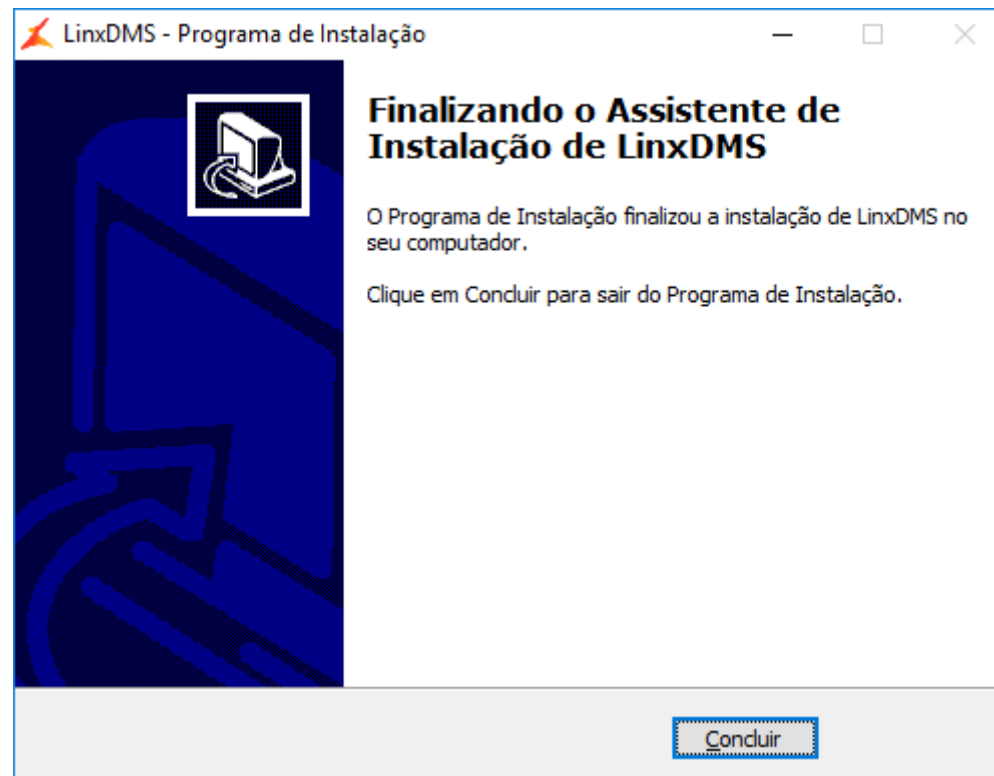 LinxDMS - Programa de Instalação
Finalizando o Assistente de
Instalação de LinxDMS
O Programa de Instalação finalizou a instalação de LinxDMS no
seu computador.
Clique em Concluir para sair do Programa de Instalação.
Concluir